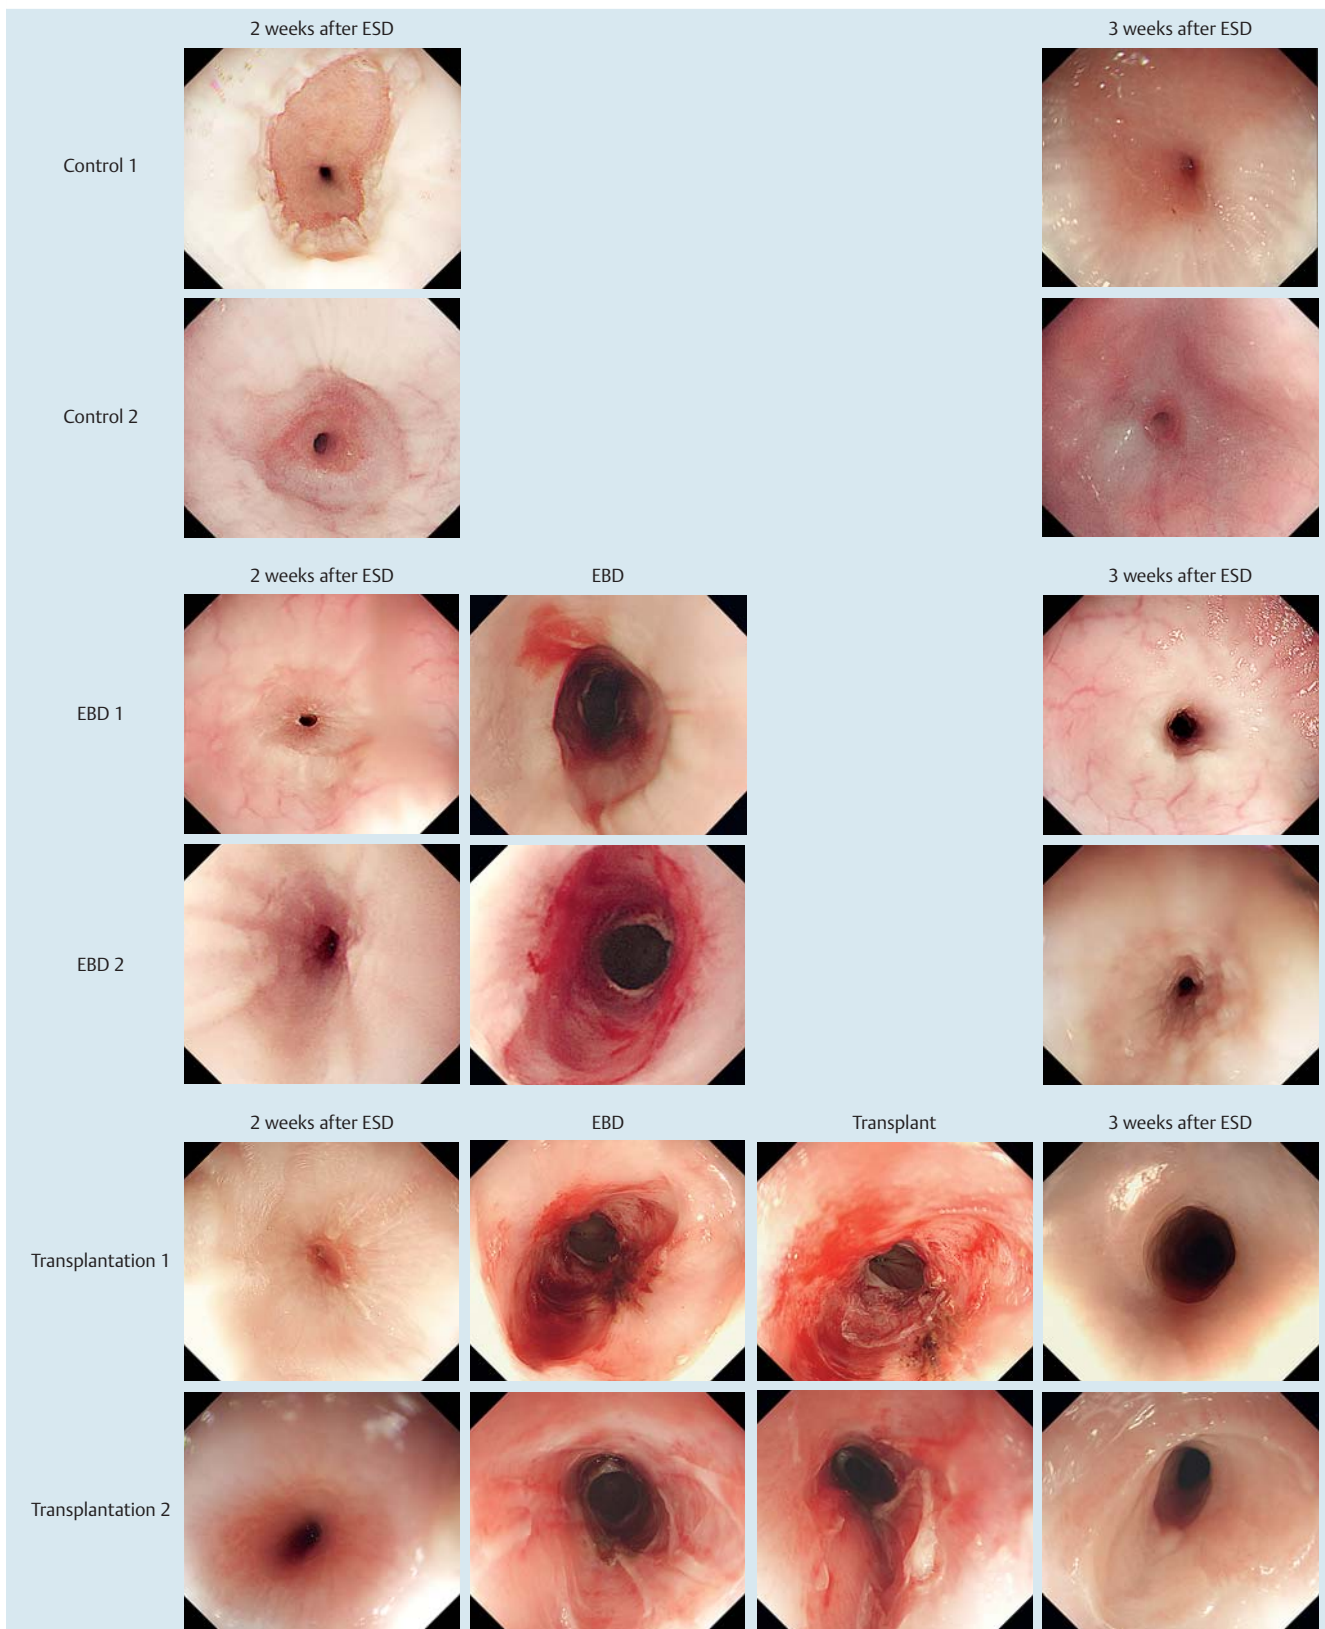 2 weeks after ESD
3 weeks after ESD
Control 1
Control 2
2 weeks after ESD
EBD
3 weeks after ESD
EBD 1
EBD 2
2 weeks after ESD
EBD
Transplant
3 weeks after ESD
Transplantation 1
Transplantation 2